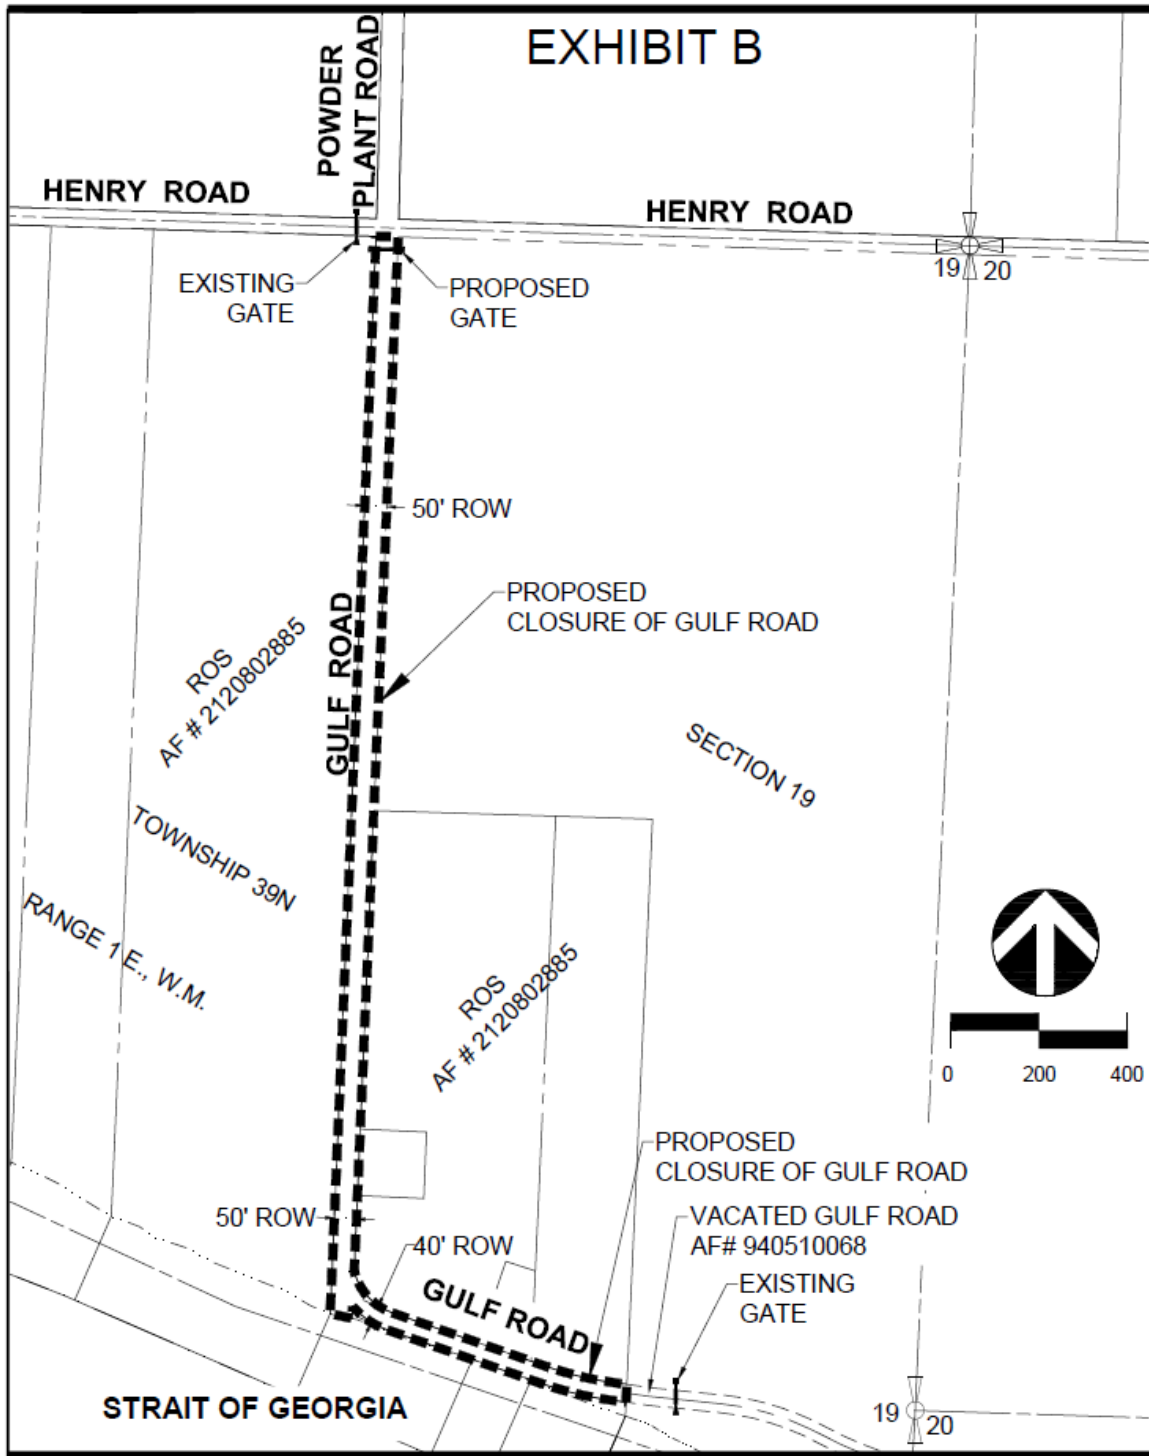 EXHIBIT B
POWDER
PLANT ROAD
HENRY ROAD
HENRY ROAD
19 20
EXISTING
GATE
PROPOSED
GATE
50' ROW
PROPOSED
CLOSURE OF GULF ROAD
GULF ROAD
ROS
AF # 2120802885
SECTION 19
TOWNSHIP 39N
RANGE 1 E., W.M.
ROS
AF # 2120802885
0 200 400
PROPOSED
CLOSURE OF GULF ROAD
50' ROW
VACATED GULF ROAD
AF# 940510068
40' ROW
EXISTING
GATE
GULF ROAD
STRAIT OF GEORGIA
19 20